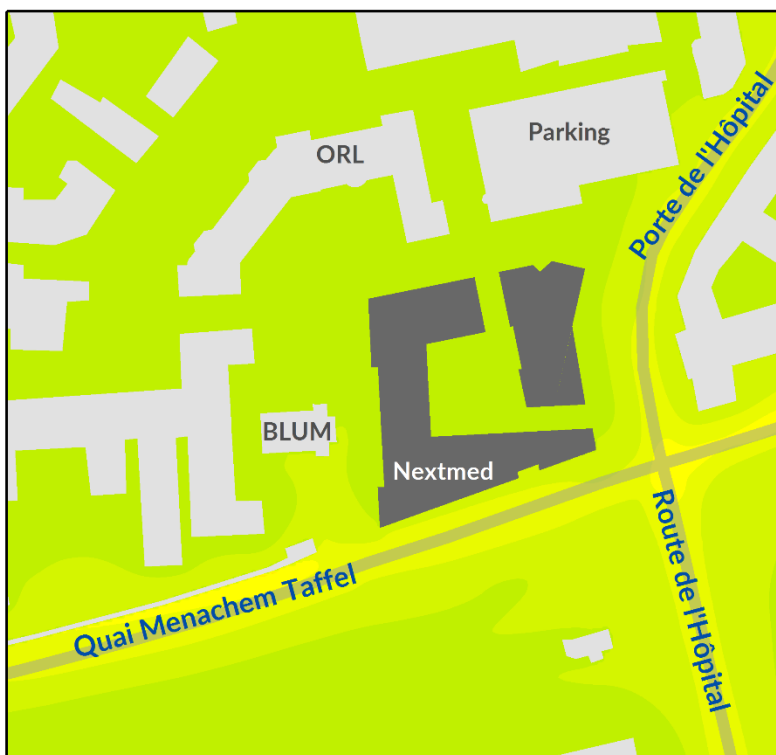 Parking
ORL
Porte de l'Hôpital
BLUM
Nextmed
Quai Menachem Taffel
Route de l'Hôpital